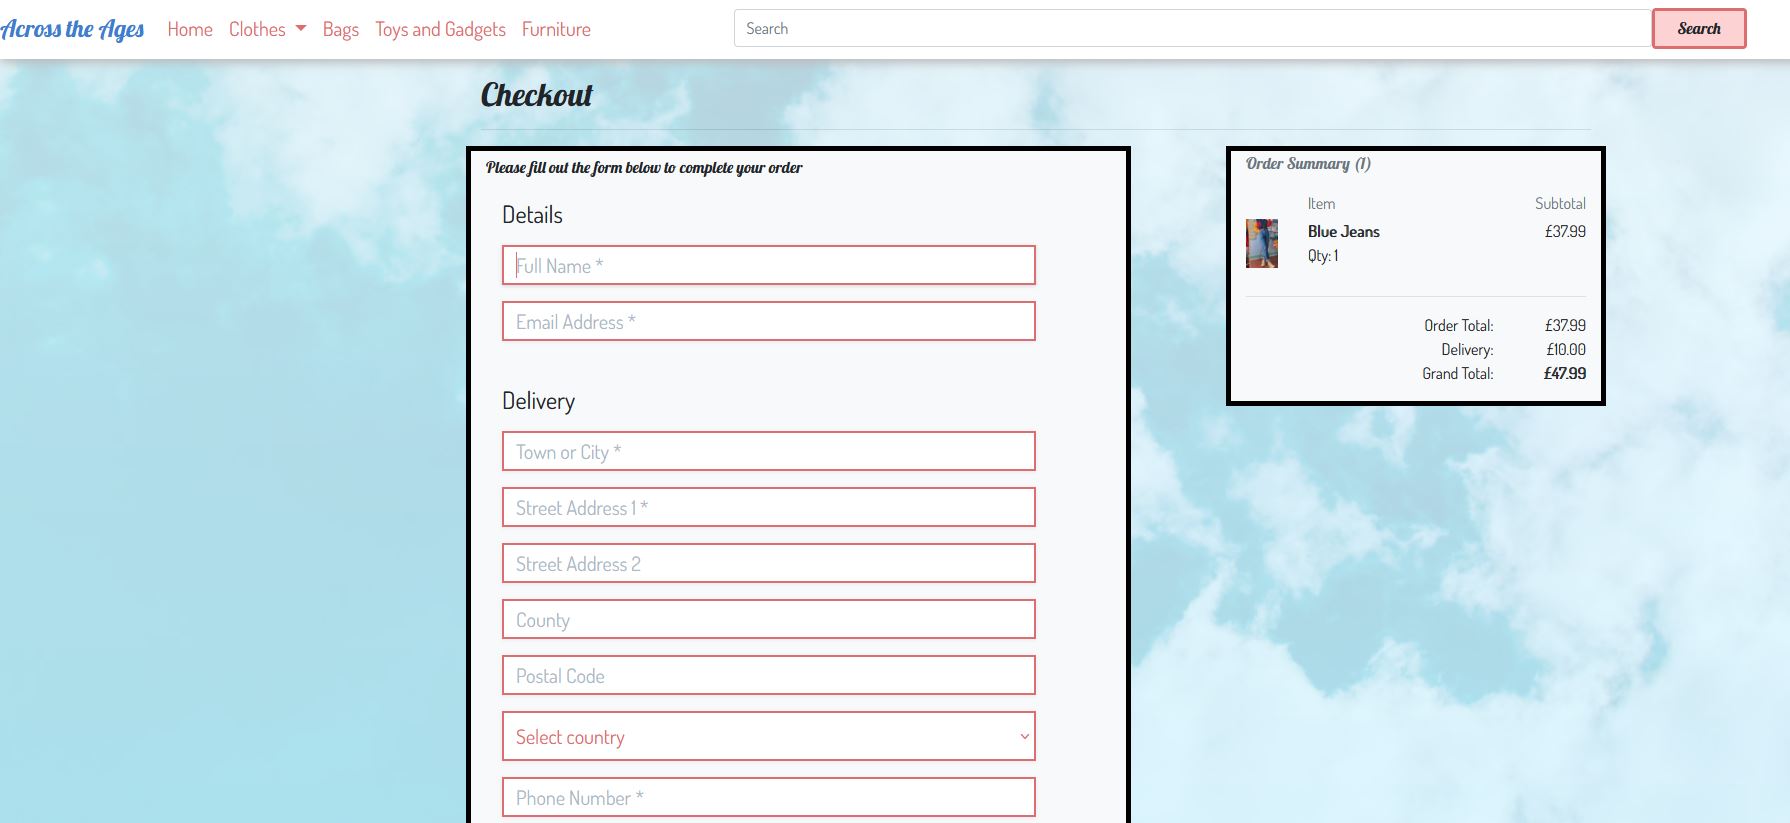 Across the Ages Home Clothes Bags Toys and Gadgets Furniture Search Search
Checkout
Please fill out the form below to complete your order
Details
Full Name *
Email Address *
Delivery
Town or City *
Street Address 1 *
Street Address 2
County
Postal Code
Select country
Phone Number *
Order Summary (1)
Item Subtotal
Blue Jeans £37.99
Qty: 1
Order Total: £37.99
Delivery: £10.00
Grand Total: £47.99